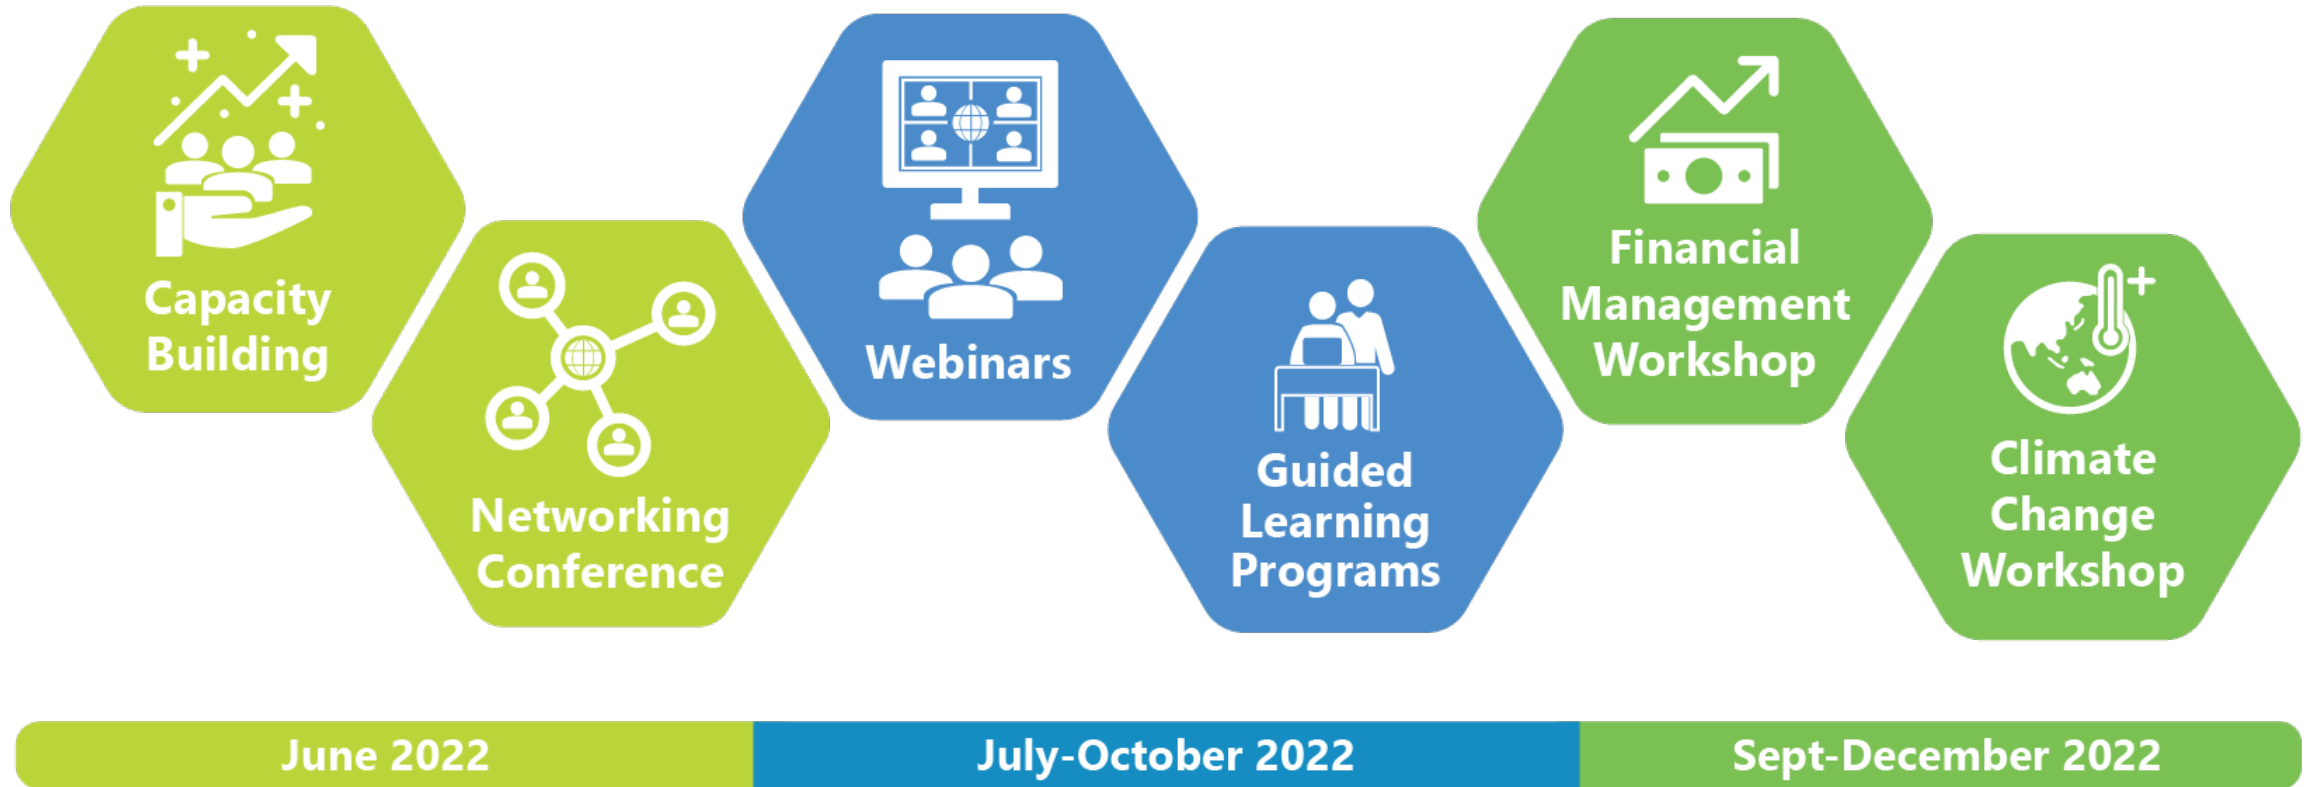 Capacity
Building
Networking
Conference
Webinars
Guided
Learning
Programs
Financial
Management
Workshop
Climate
Change
Workshop
June 2022
July-October 2022
Sept-December 2022